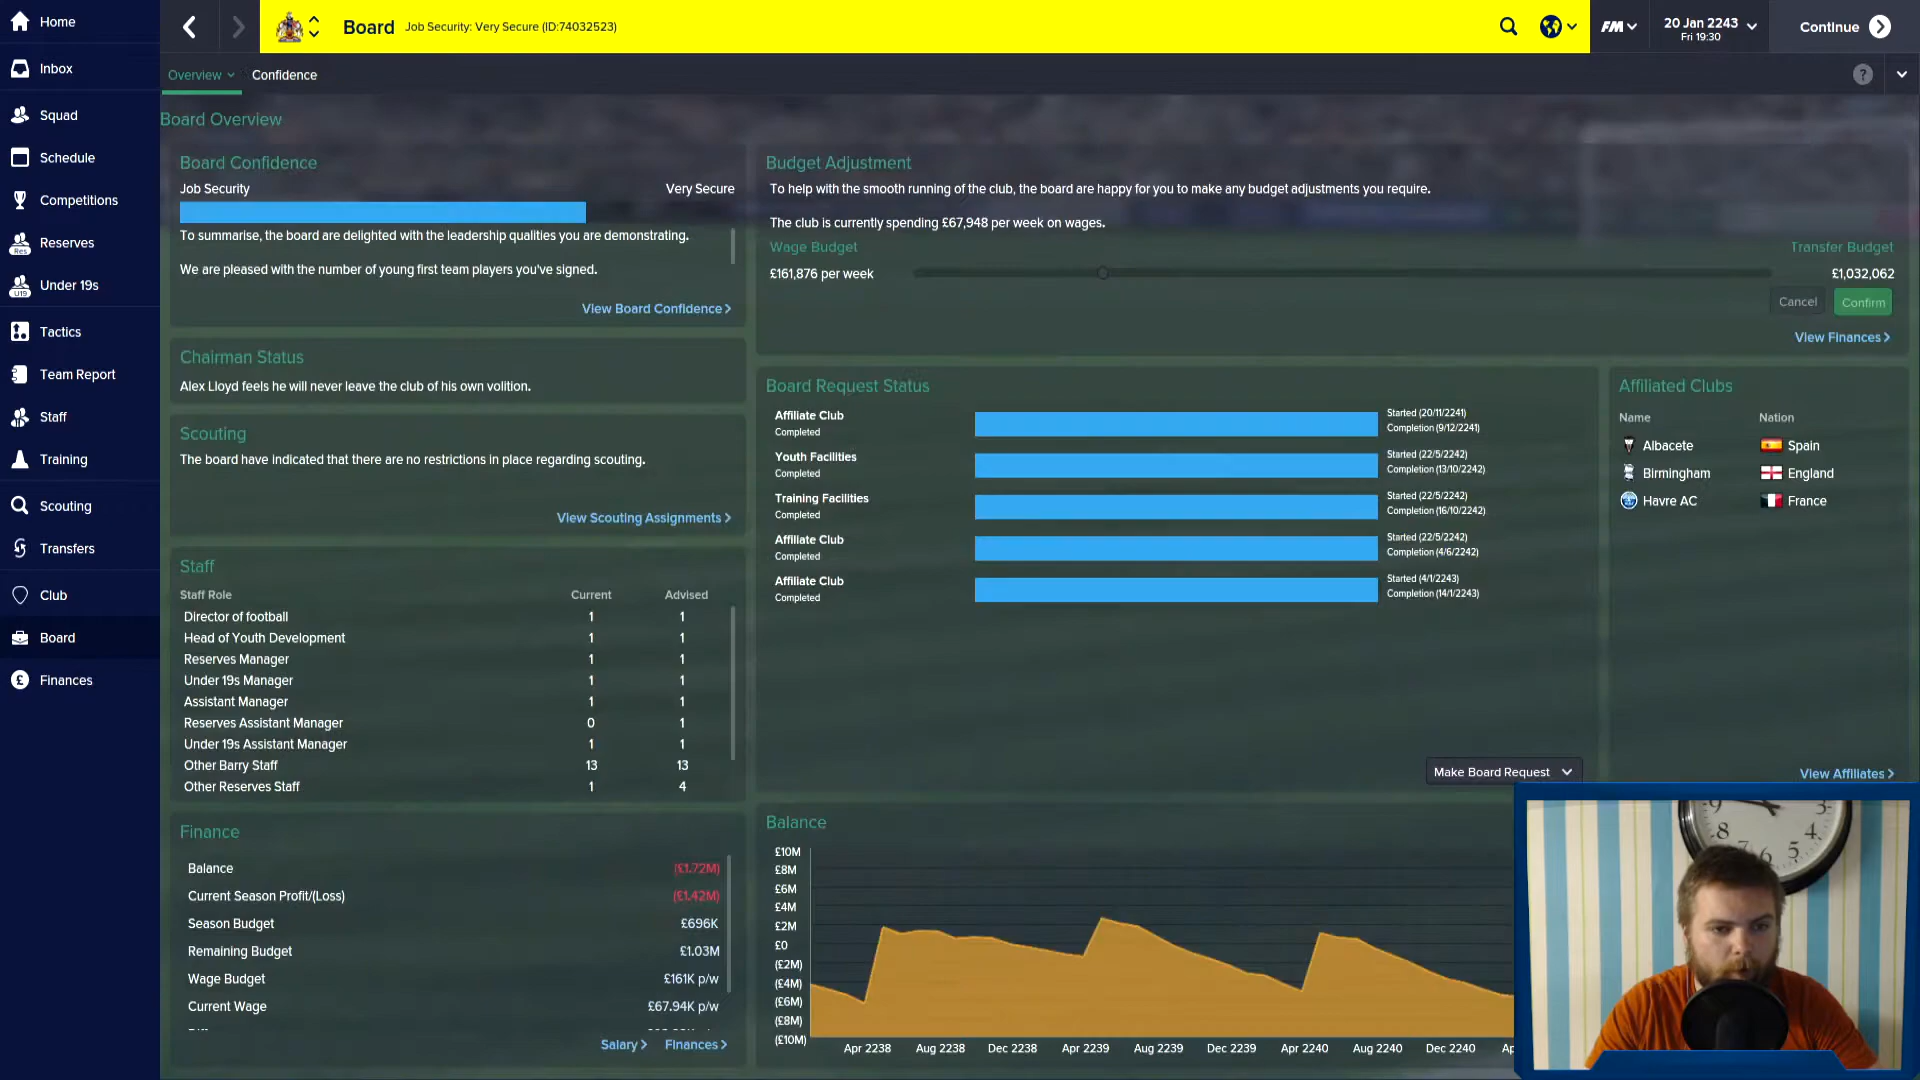 Home
Board
Job Security: Very Secure (ID:74032523)
FM
20 Jan 2243
Fri 19:30
Continue
Inbox
Overview
Confidence
?
Squad
Schedule
Competitions
Reserves
Under 19s
Tactics
Team Report
Staff
Training
Scouting
Transfers
Club
Board
Finances
Board Overview
Board Confidence
Job Security
Very Secure
To summarise, the board are delighted with the leadership qualities you are demonstrating.
We are pleased with the number of young first team players you've signed.
View Board Confidence >
Budget Adjustment
To help with the smooth running of the club, the board are happy for you to make any budget adjustments you require.
The club is currently spending £67,948 per week on wages.
Wage Budget
Transfer Budget
£161,876 per week
£1,032,062
Cancel
Confirm
View Finances >
Chairman Status
Alex Lloyd feels he will never leave the club of his own volition.
Scouting
The board have indicated that there are no restrictions in place regarding scouting.
View Scouting Assignments >
Board Request Status
Affiliate Club
Completed
Started (20/11/2241)
Completion (9/12/2241)
Youth Facilities
Completed
Started (22/5/2242)
Completion (13/10/2242)
Training Facilities
Completed
Started (22/5/2242)
Completion (16/10/2242)
Affiliate Club
Completed
Started (22/5/2242)
Completion (4/6/2242)
Affiliate Club
Completed
Started (4/1/2243)
Completion (14/1/2243)
Make Board Request
Affiliated Clubs
Name Nation
Albacete Spain
Birmingham England
Havre AC France
View Affiliates >
Staff
Staff Role Current Advised
Director of football 1 1
Head of Youth Development 1 1
Reserves Manager 1 1
Under 19s Manager 1 1
Assistant Manager 1 1
Reserves Assistant Manager 0 1
Under 19s Assistant Manager 1 1
Other Barry Staff 13 13
Other Reserves Staff 1 4
Finance
Balance (£1.72M)
Current Season Profit/(Loss) (£1.42M)
Season Budget £696K
Remaining Budget £1.03M
Wage Budget £161K p/w
Current Wage £67.94K p/w
Salary >
Finances >
Balance
£10M
£8M
£6M
£4M
£2M
£0
(£2M)
(£4M)
(£6M)
(£8M)
(£10M)
Apr 2238 Aug 2238 Dec 2238 Apr 2239 Aug 2239 Dec 2239 Apr 2240 Aug 2240 Dec 2240
9
3
8
4
6
5